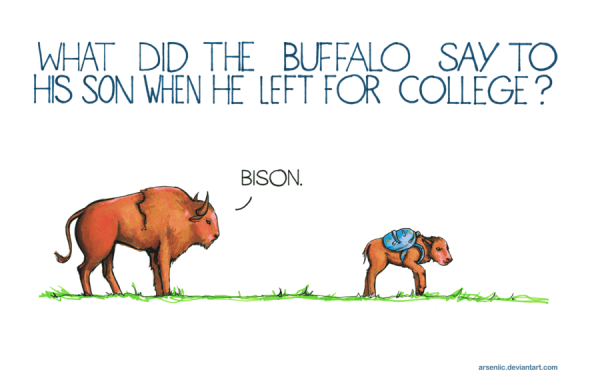 WHAT DID THE BUFFALO SAY TO
HIS SON WHEN HE LEFT FOR COLLEGE?
BISON.
arseniic.deviantart.com